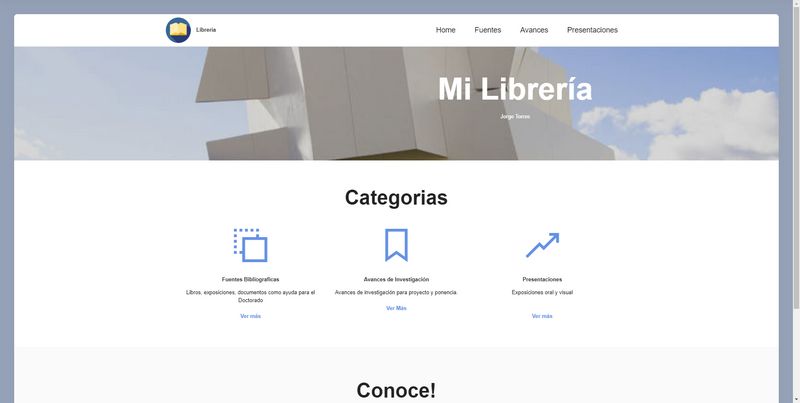 Librería
Home
Fuentes
Avances
Presentaciones
Mi Librería
Jorge Torres
Categorias
Fuentes Bibliograficas
Libros, exposiciones, documentos como ayuda para el
Doctorado
Ver más
Avances de Investigación
Avances de investigación para proyecto y ponencia.
Ver Más
Presentaciones
Exposiciones oral y visual
Ver más
Conoce!